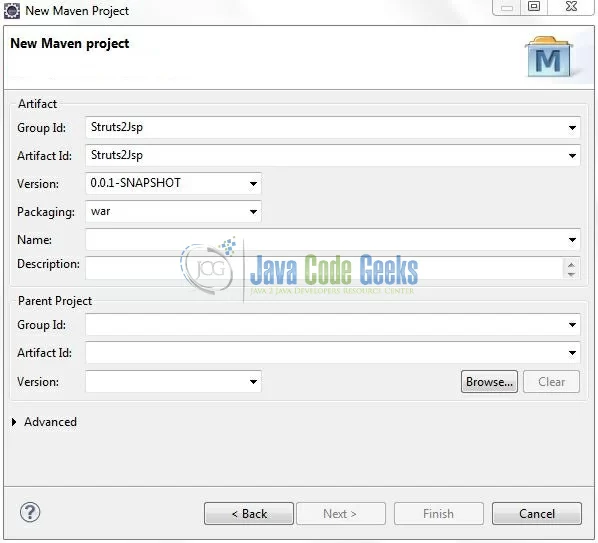 New Maven Project
New Maven project
M
Artifact
Group Id: Struts2Jsp
Artifact Id: Struts2Jsp
Version: 0.0.1-SNAPSHOT
Packaging: war
Name:
JCG Java Code Geeks
Description:
Java 2 Java Developers Resource Center
Parent Project
Group Id:
Artifact Id:
Version: Browse... Clear
Advanced
? < Back Next > Finish Cancel